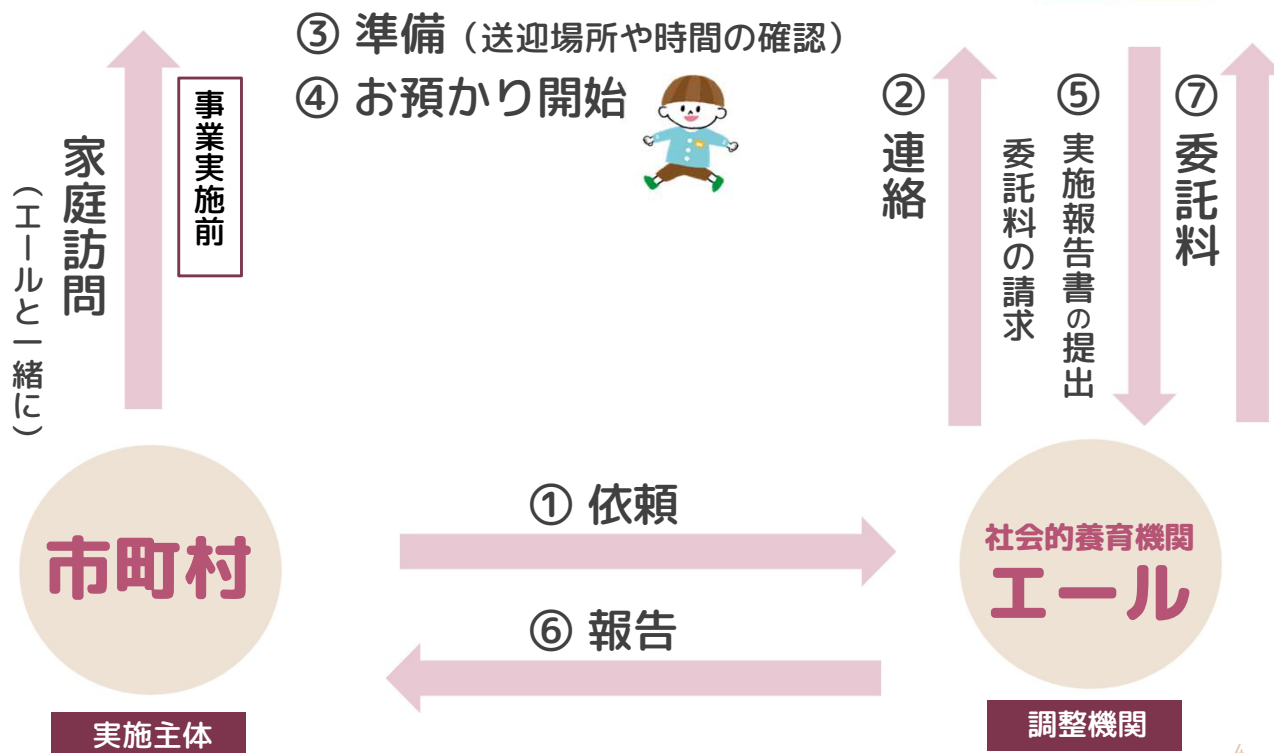 ③ 準備（送迎場所や時間の確認）
④ お預かり開始
事業実施前
家庭訪問
（エールと一緒に）
② 連絡
⑤ 実施報告書の提出
委託料の請求
⑦ 委託料
① 依頼
⑥ 報告
市町村
実施主体
社会的養育機関
エール
調整機関
4